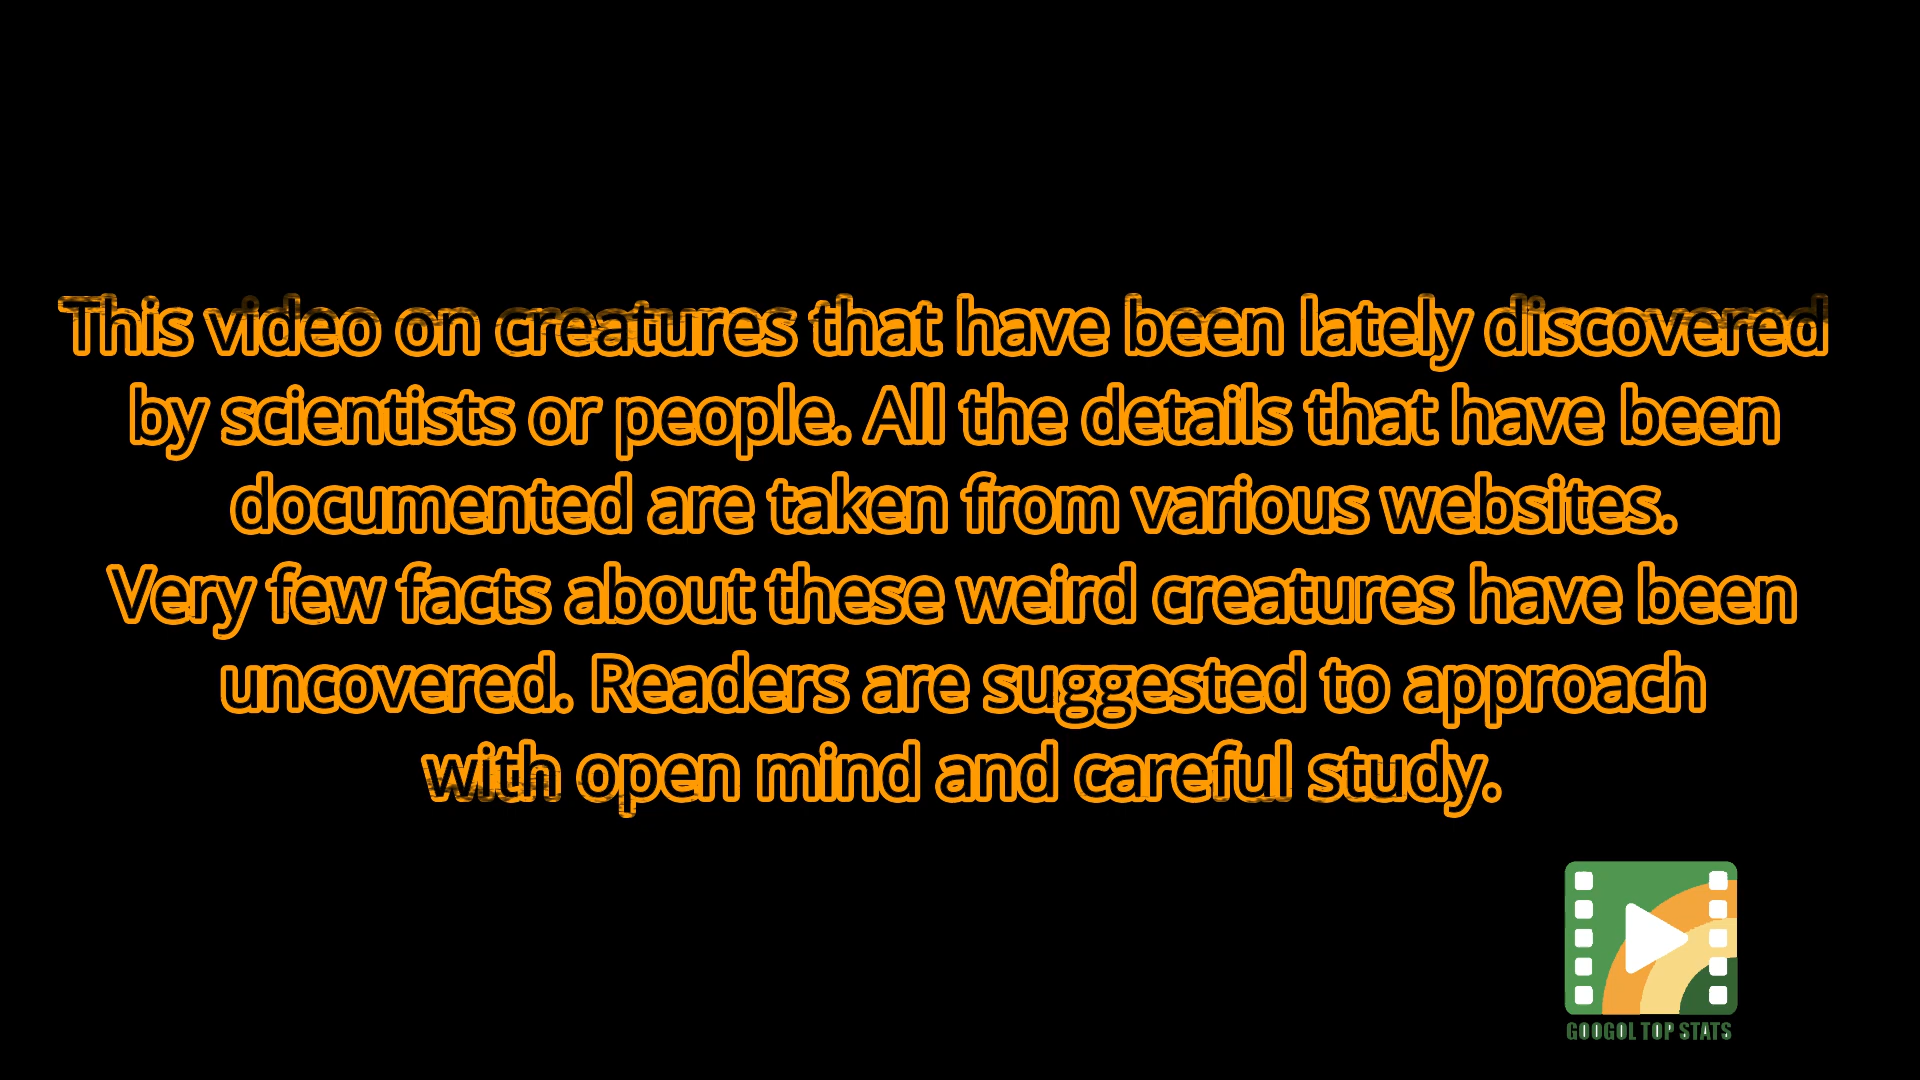 This video on creatures that have been lately discovered
by scientists or people. All the details that have been
documented are taken from various websites.
Very few facts about these weird creatures have been
uncovered. Readers are suggested to approach
with open mind and careful study.
GOOGOL TOP STATS